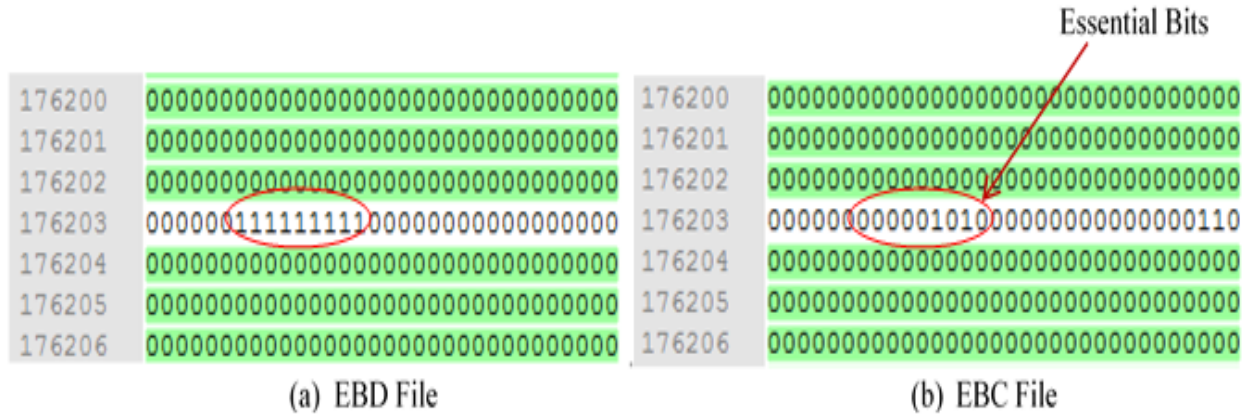 Essential Bits
176200 00000000000000000000000000000000 176200 00000000000000000000000000000000
176201 00000000000000000000000000000000 176201 00000000000000000000000000000000
176202 00000000000000000000000000000000 176202 00000000000000000000000000000000
176203 00000011111111100000000000000000 176203 00000000000101000000000000000110
176204 00000000000000000000000000000000 176204 00000000000000000000000000000000
176205 00000000000000000000000000000000 176205 00000000000000000000000000000000
176206 00000000000000000000000000000000 176206 00000000000000000000000000000000
(a) EBD File (b) EBC File